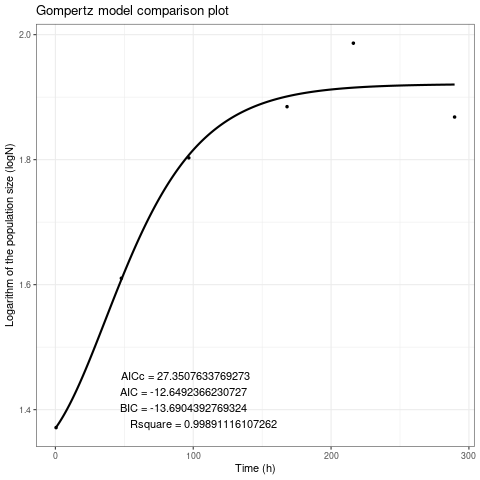 Gompertz model comparison plot
2.0
1.8
1.6
1.4
Logarithm of the population size (logN)
AICc = 27.3507633769273
AIC = -12.6492366230727
BIC = -13.6904392769324
Rsquare = 0.99891116107262
0 100 200 300
Time (h)